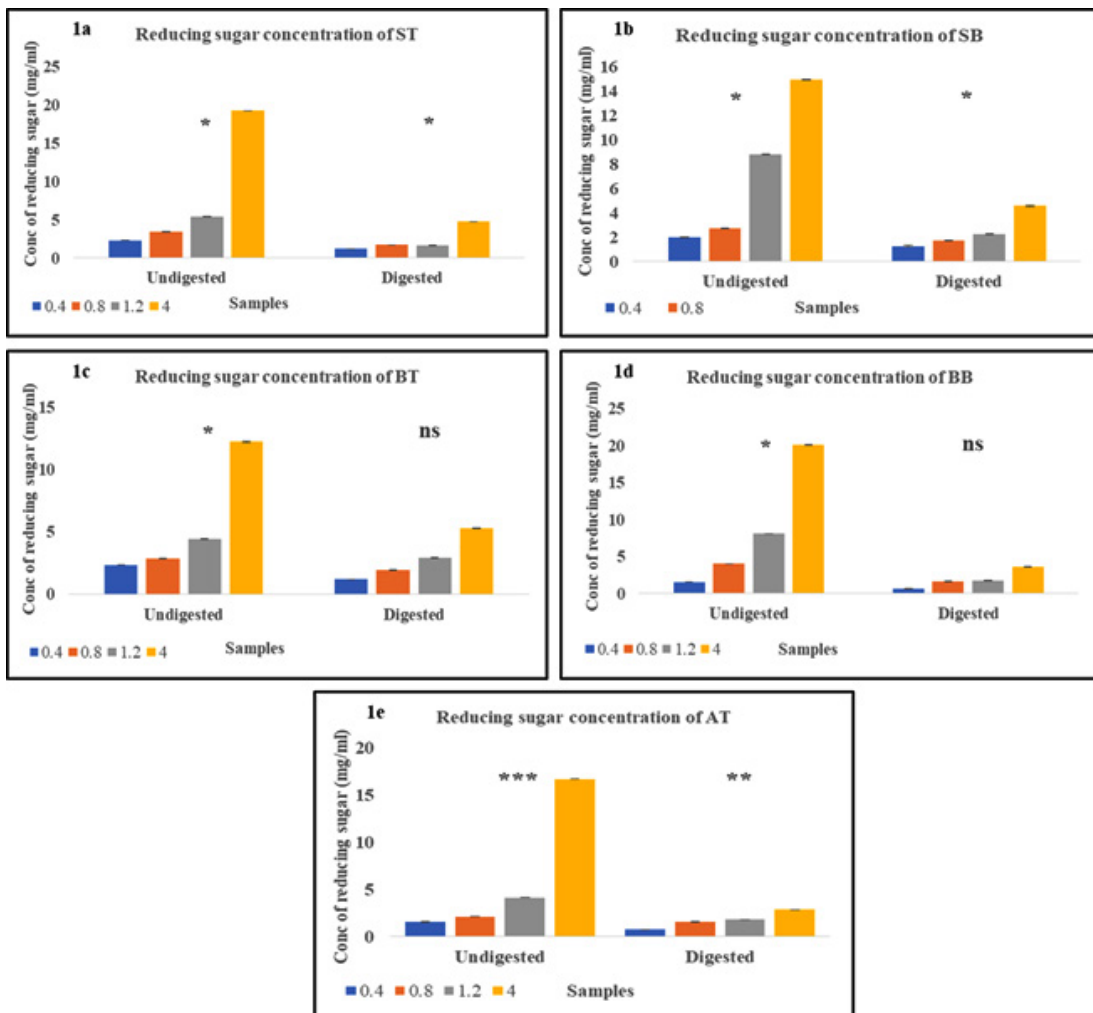 1a
Reducing sugar concentration of ST
Conc of reducing sugar (mg/ml)
25
20
15
10
5
0
*
*
Undigested Digested
Samples
0.4 0.8 1.2 4
1b
Reducing sugar concentration of SB
Conc of reducing sugar (mg/ml)
16
14
12
10
8
6
4
2
0
*
*
Undigested Digested
Samples
0.4 0.8
1c
Reducing sugar concentration of BT
Conc of reducing sugar (mg/ml)
15
10
5
0
*
ns
Undigested Digested
Samples
0.4 0.8 1.2 4
1d
Reducing sugar concentration of BB
Conc of reducing sugar (mg/ml)
25
20
15
10
5
0
*
ns
Undigested Digested
Samples
0.4 0.8 1.2 4
1e
Reducing sugar concentration of AT
Conc of reducing sugar (mg/ml)
20
15
10
5
0
***
**
Undigested Digested
0.4 0.8 1.2 4 Samples